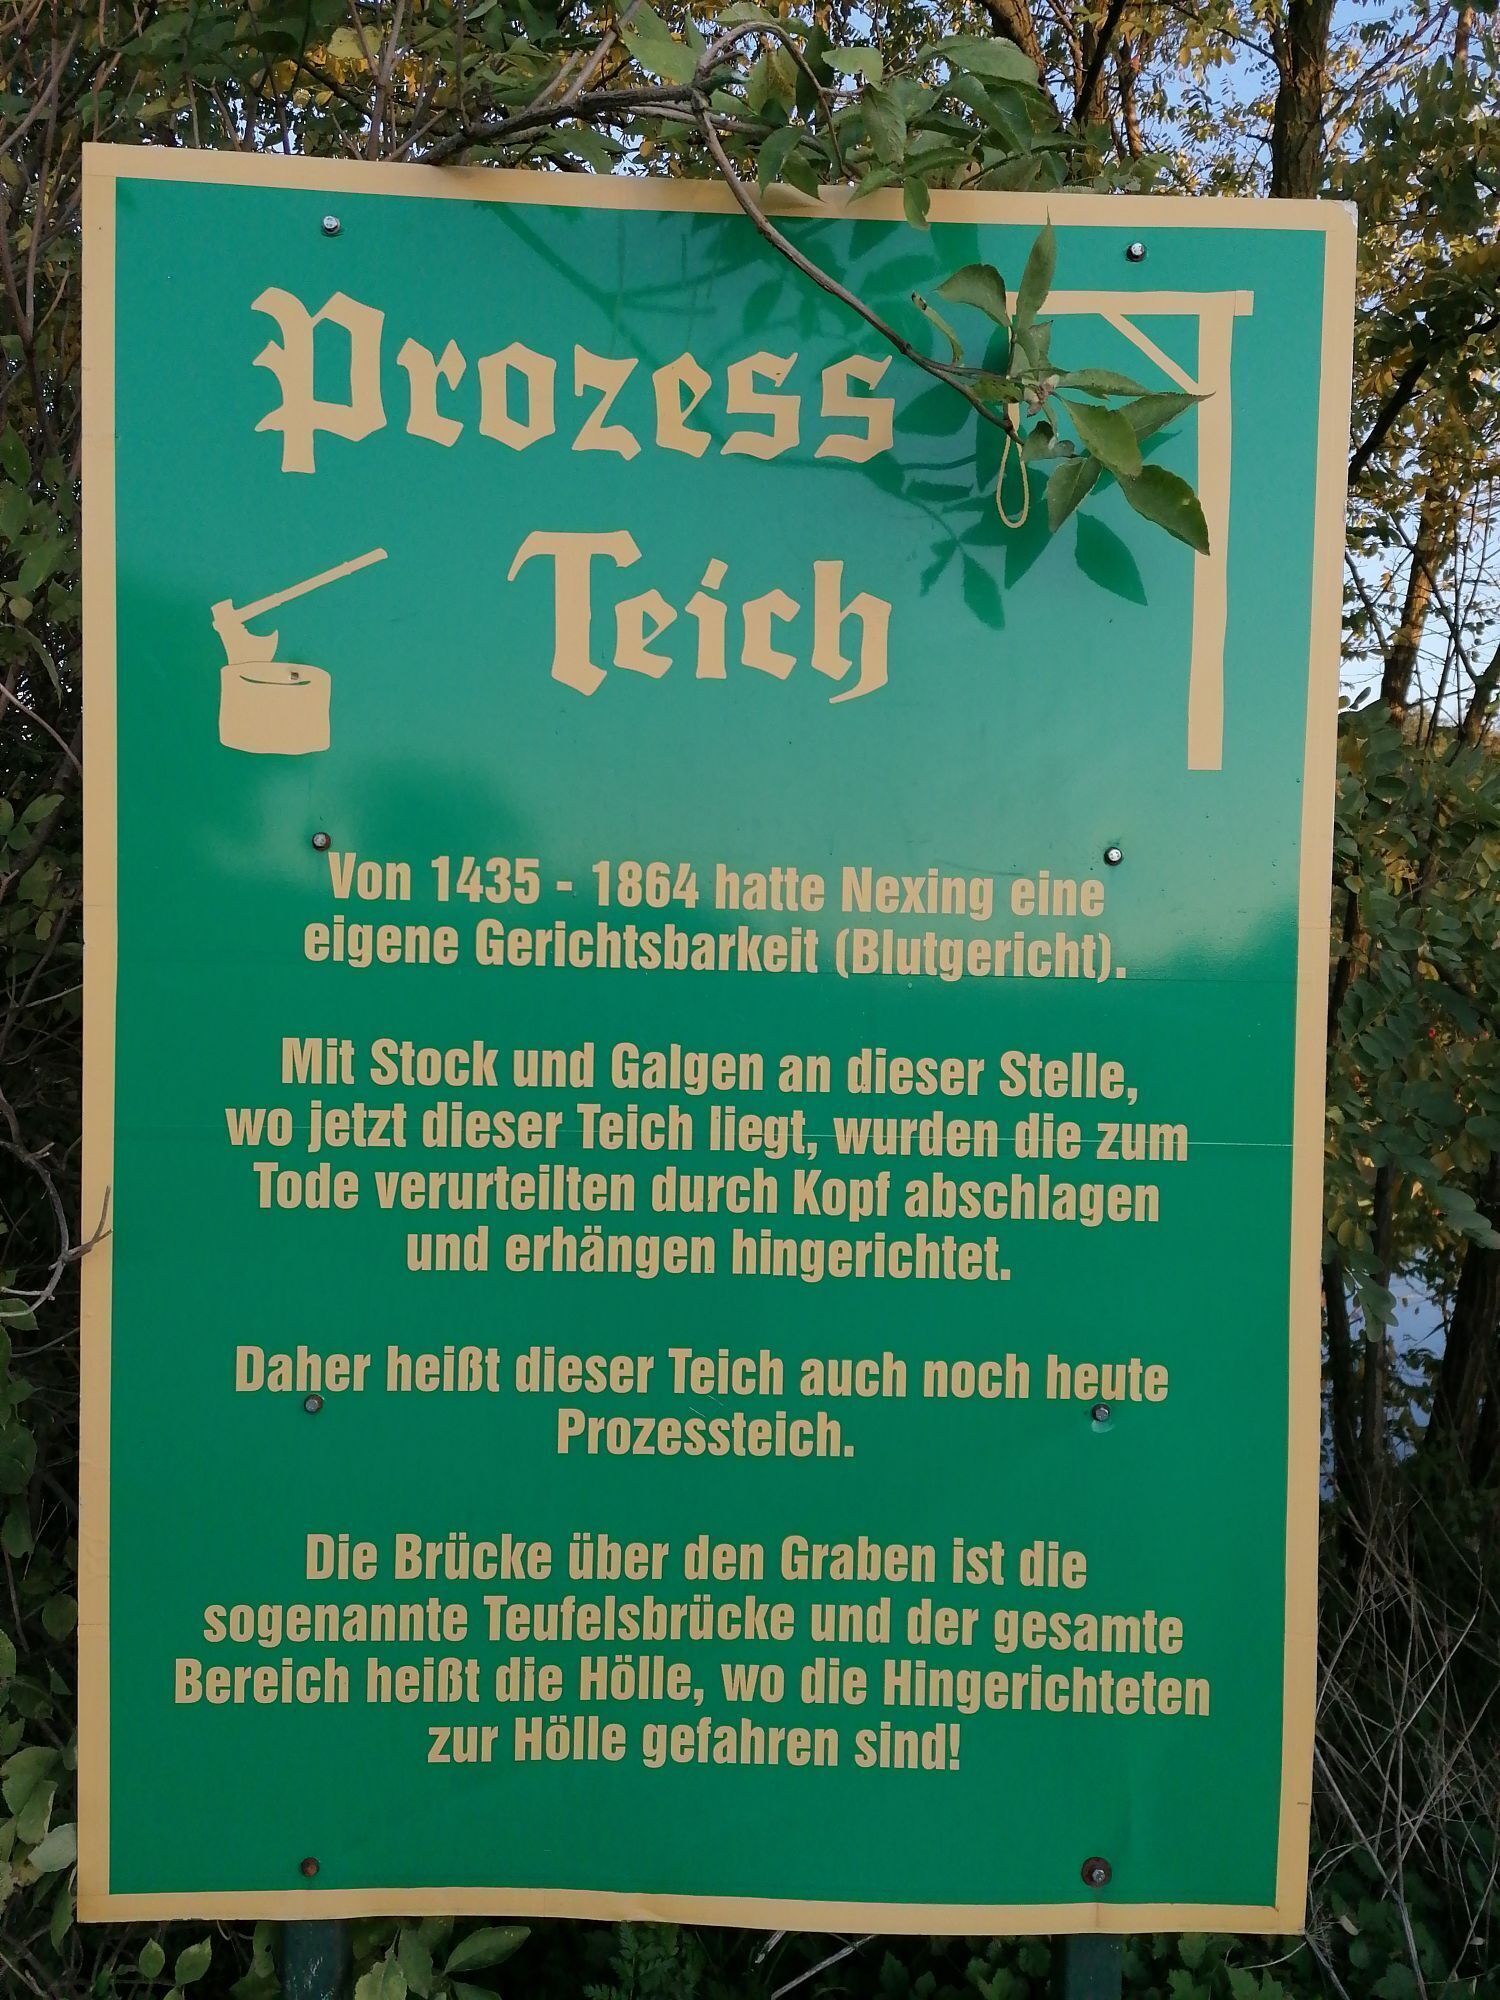 Prozess
Teich
Von 1435 - 1864 hatte Nexing eine
eigene Gerichtsbarkeit (Blutgericht).
Mit Stock und Galgen an dieser Stelle,
wo jetzt dieser Teich liegt, wurden die zum
Tode verurteilten durch Kopf abschlagen
und erhängen hingerichtet.
Daher heißt dieser Teich auch noch heute
Prozessteich.
Die Brücke über den Graben ist die
sogenannte Teufelsbrücke und der gesamte
Bereich heißt die Hölle, wo die Hingerichteten
zur Hölle gefahren sind!